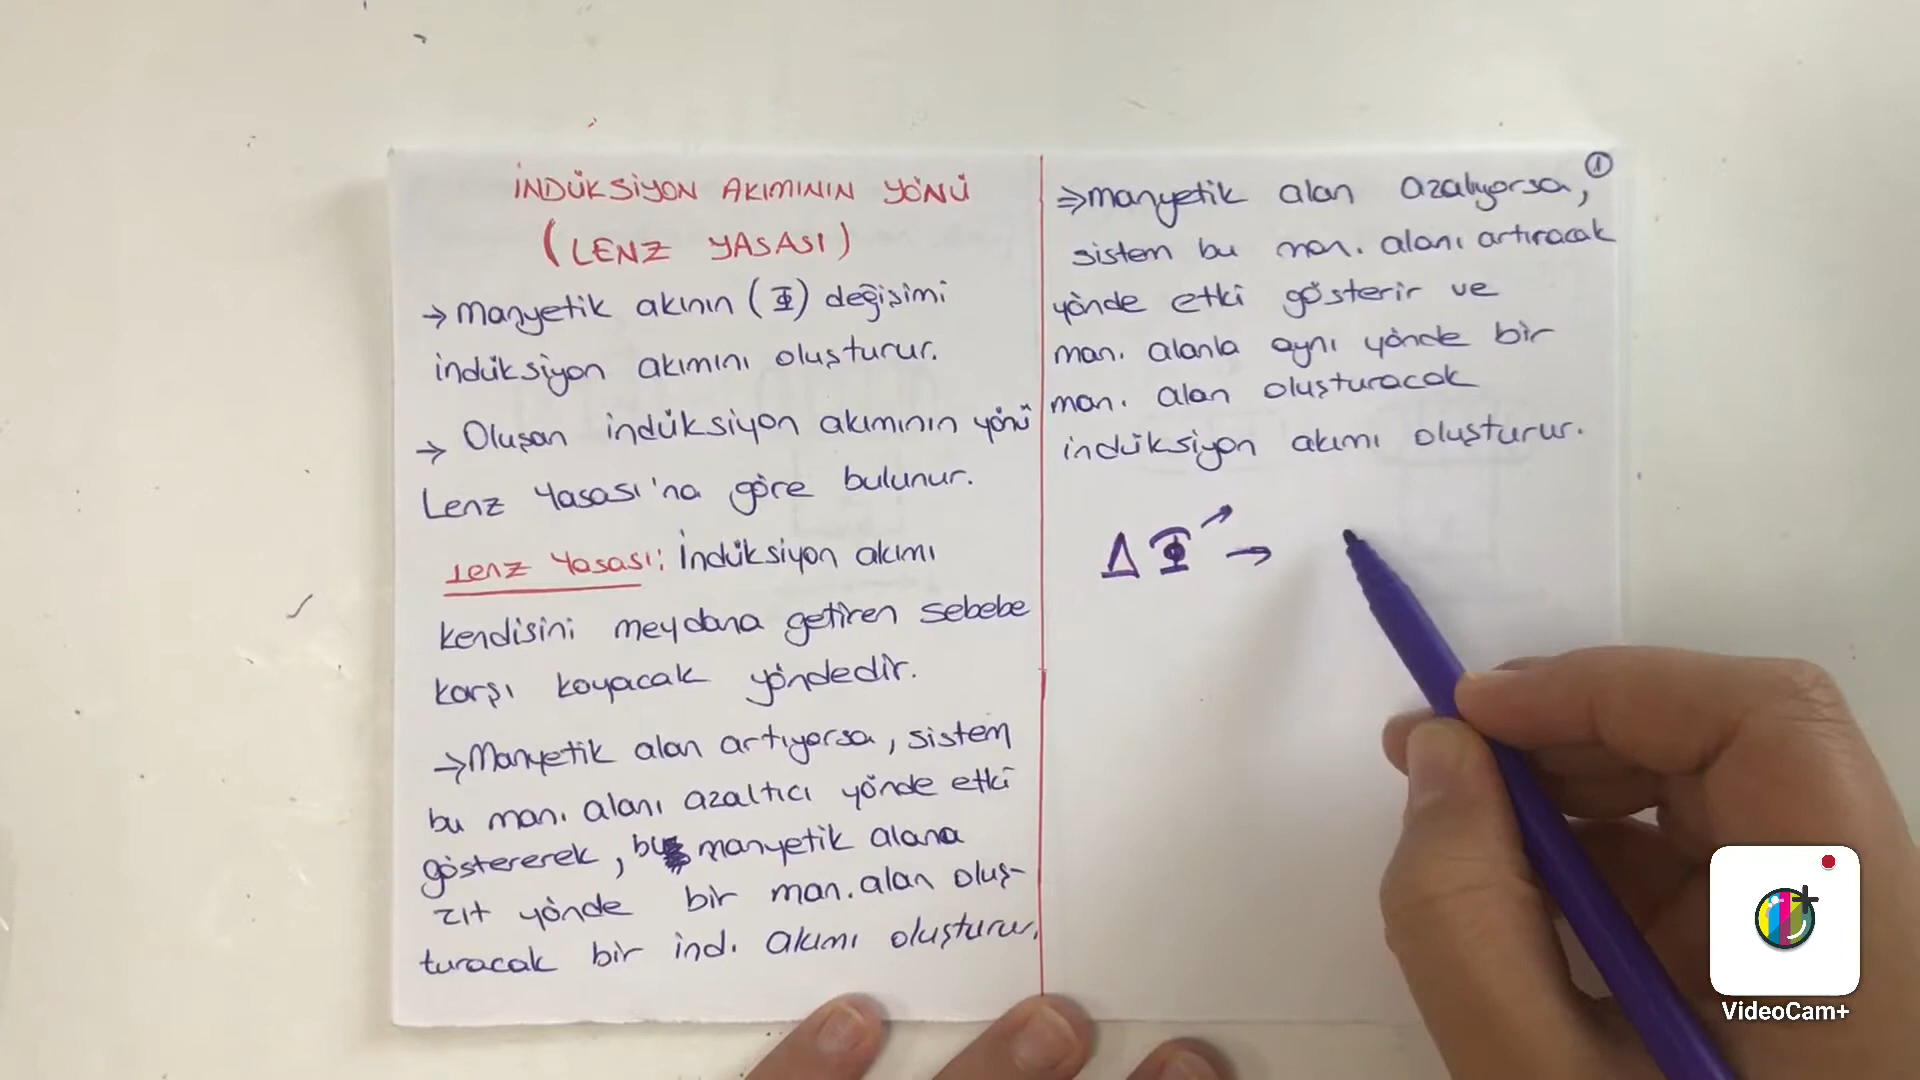 İNDÜKSİYON AKIMININ YÖNÜ
(LENZ YASASI)
→ Manyetik akının (Φ) değişimi
indüksiyon akımını oluşturur.
→ Oluşan indüksiyon akımının yönü
Lenz Yasası'na göre bulunur.
Lenz Yasası: İndüksiyon akımı
kendisini meydana getiren sebebe
karşı koyacak yöndedir.
→ Manyetik alan artıyorsa, sistem
bu man. alanı azaltıcı yönde etki
göstererek, bu manyetik alana
zıt yönde bir man. alan oluş-
turacak bir ind. akımı oluşturur.
①
⇒ manyetik alan azalıyorsa,
sistem bu man. alanı artıracak
yönde etki gösterir ve
man. alanla aynı yönde bir
man. alan oluşturacak
indüksiyon akımı oluşturur.
ΔΦ↗ →
VideoCam+